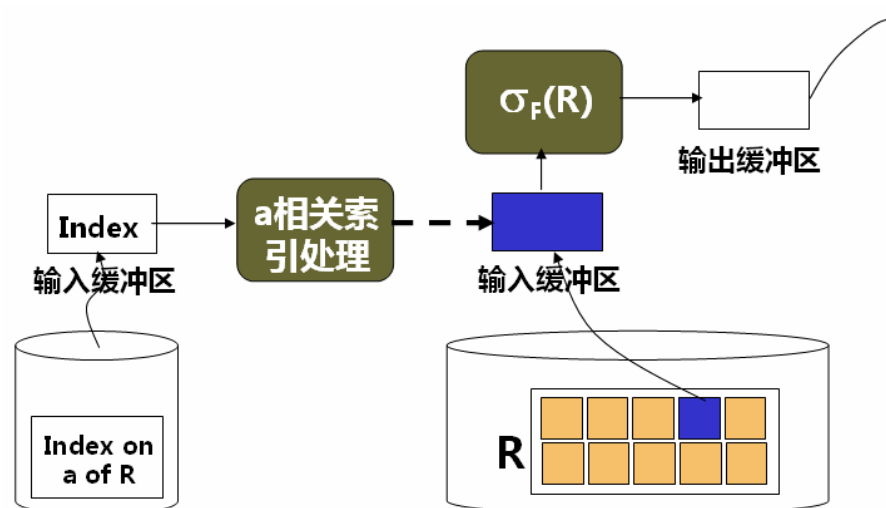 σF(R)
输出缓冲区
Index
a相关索
引处理
输入缓冲区
输入缓冲区
Index on
a of R
R